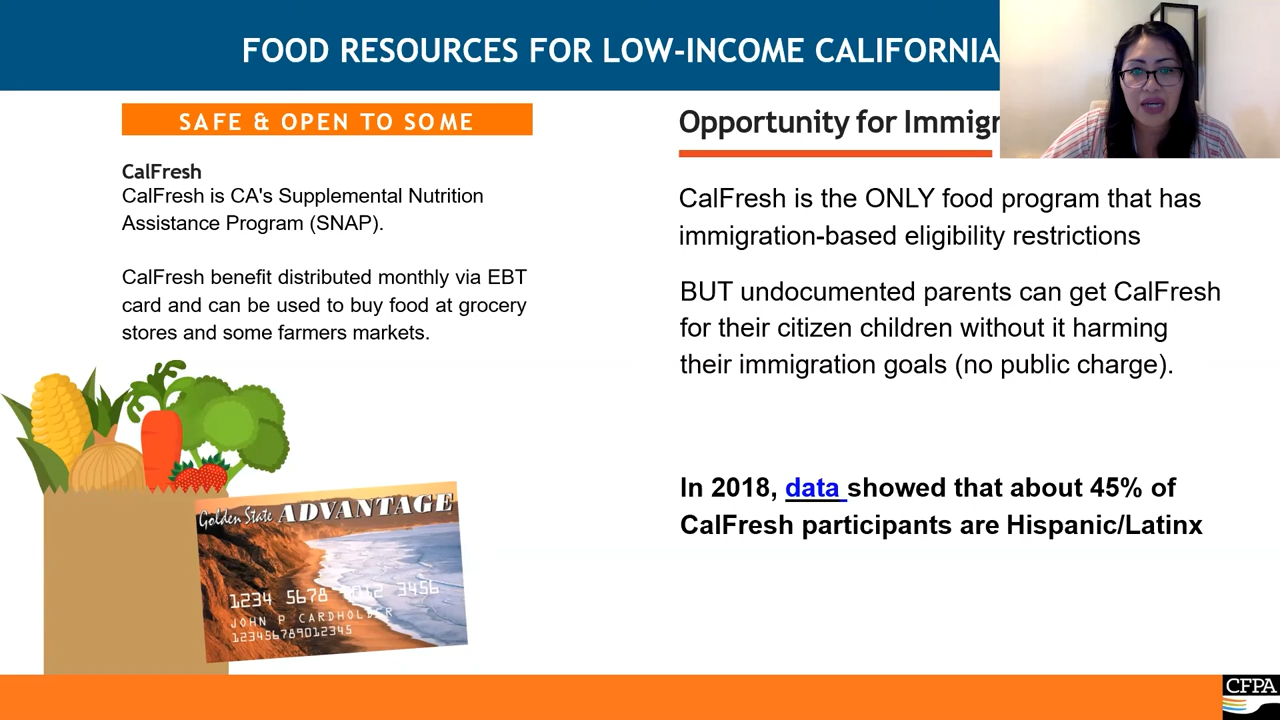 FOOD RESOURCES FOR LOW-INCOME CALIFORNIA
SAFE & OPEN TO SOME
CalFresh
CalFresh is CA's Supplemental Nutrition
Assistance Program (SNAP).
CalFresh benefit distributed monthly via EBT
card and can be used to buy food at grocery
stores and some farmers markets.
Golden State ADVANTAGE
1234 5678 9012 3456
JOHN P CARDHOLDER
123456789012345
Opportunity for Immigr
CalFresh is the ONLY food program that has
immigration-based eligibility restrictions
BUT undocumented parents can get CalFresh
for their citizen children without it harming
their immigration goals (no public charge).
In 2018, data showed that about 45% of
CalFresh participants are Hispanic/Latinx
CFPA